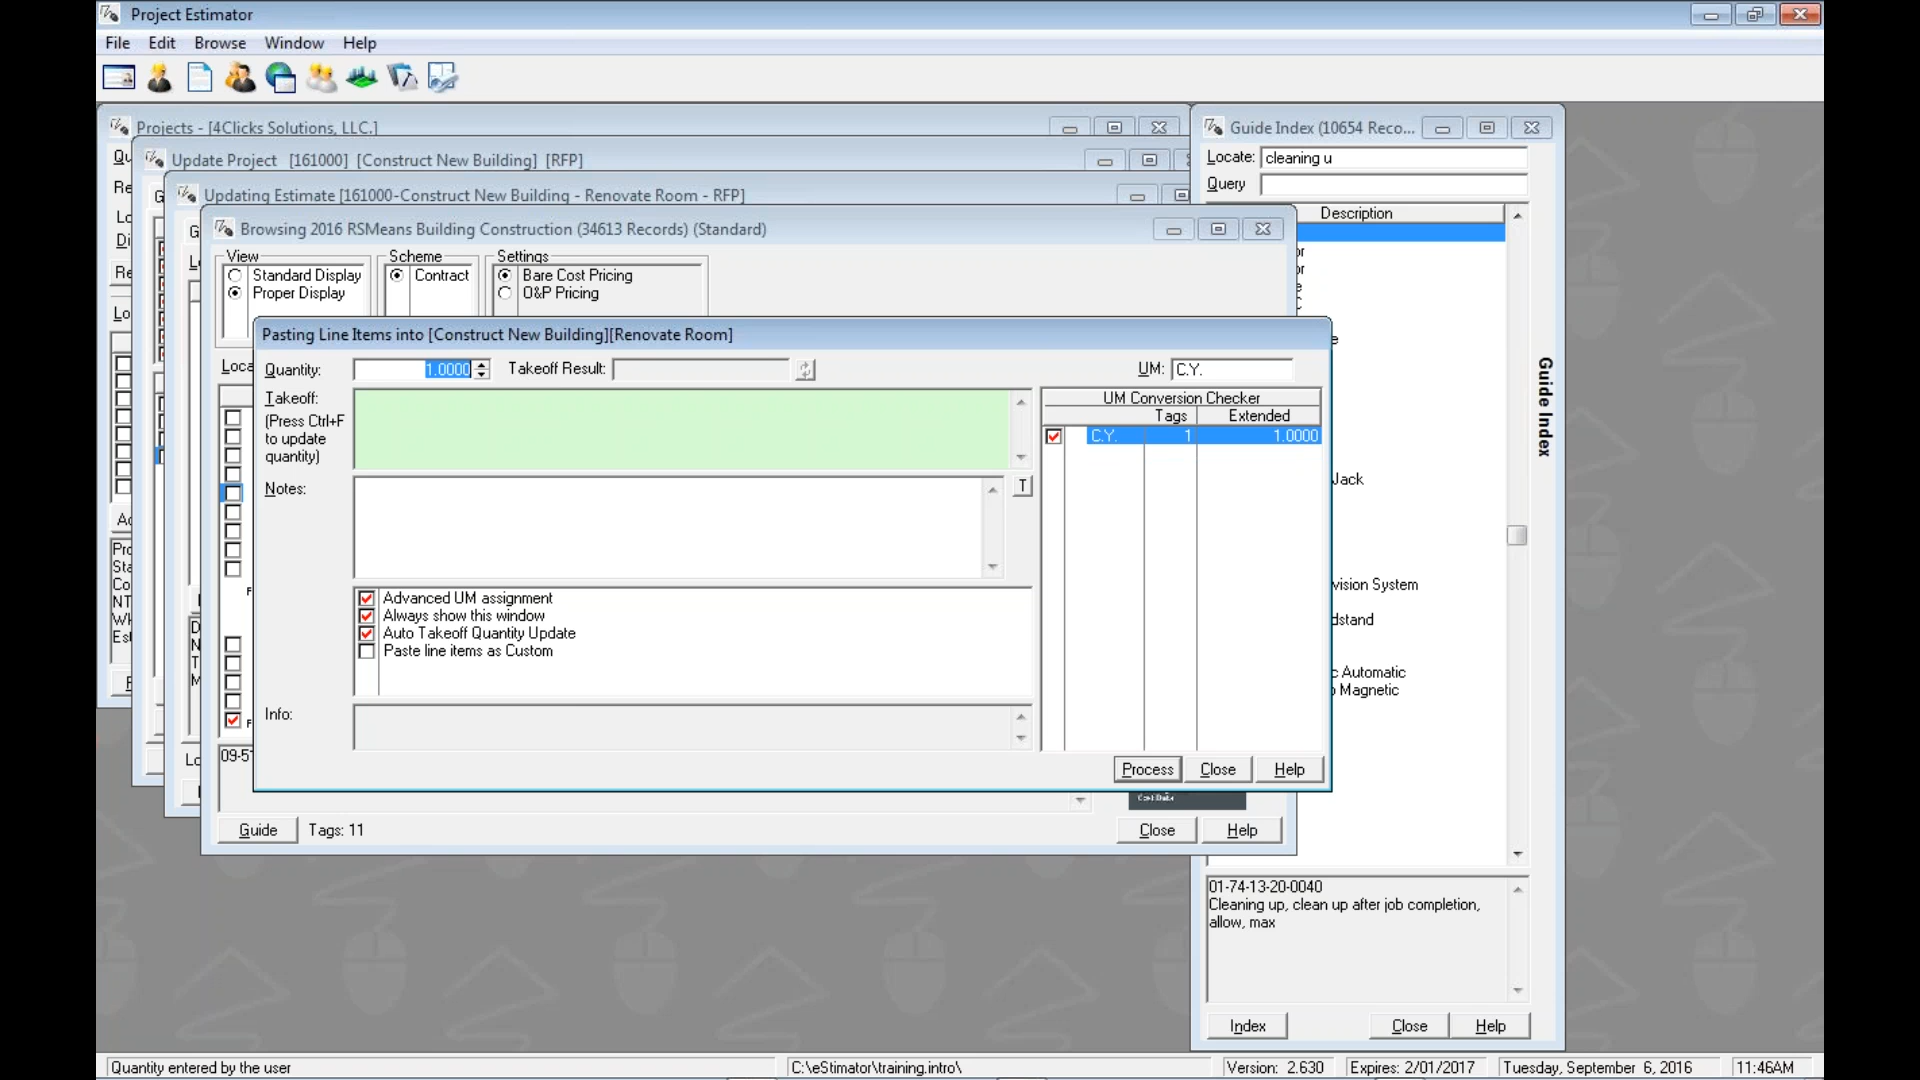 Project Estimator
File Edit Browse Window Help
Projects - [4Clicks Solutions, LLC.]
Guide Index (10654 Reco...
Update Project [161000] [Construct New Building] [RFP]
Locate: cleaning u
Query
Updating Estimate [161000-Construct New Building - Renovate Room - RFP]
Description
Browsing 2016 RSMeans Building Construction (34613 Records) (Standard)
View Scheme Settings
Standard Display Contract Bare Cost Pricing
Proper Display O&P Pricing
Pasting Line Items into [Construct New Building][Renovate Room]
Quantity: 1.0000 Takeoff Result: UM: C.Y.
Takeoff:
(Press Ctrl+F
to update
quantity)
UM Conversion Checker
Tags Extended
C.Y. 1 1.0000
Guide Index
Notes:
T
Jack
vision System
dstand
c Automatic
Magnetic
Advanced UM assignment
Always show this window
Auto Takeoff Quantity Update
Paste line items as Custom
Info:
Process Close Help
09-5
Guide Tags: 11 Close Help
01-74-13-20-0040
Cleaning up, clean up after job completion,
allow, max
Index Close Help
Quantity entered by the user C:\eStimator\training.intro\ Version: 2.630 Expires: 2/01/2017 Tuesday, September 6, 2016 11:46AM